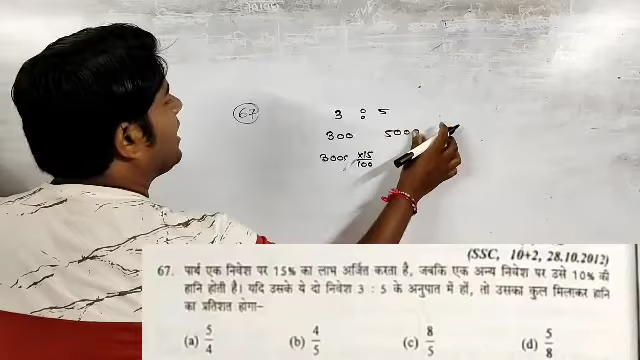 67
3 : 5
300 500
300 ×15/100
(SSC, 10+2, 28.10.2012)
67. पार्थ एक निवेश पर 15% का लाभ अर्जित करता है, जबकि एक अन्य निवेश पर उसे 10% की
हानि होती है। यदि उसके ये दो निवेश 3 : 5 के अनुपात में हों, तो उसका कुल मिलाकर हानि
का प्रतिशत होगा–
(a) 5/4 (b) 4/5 (c) 8/5 (d) 5/8